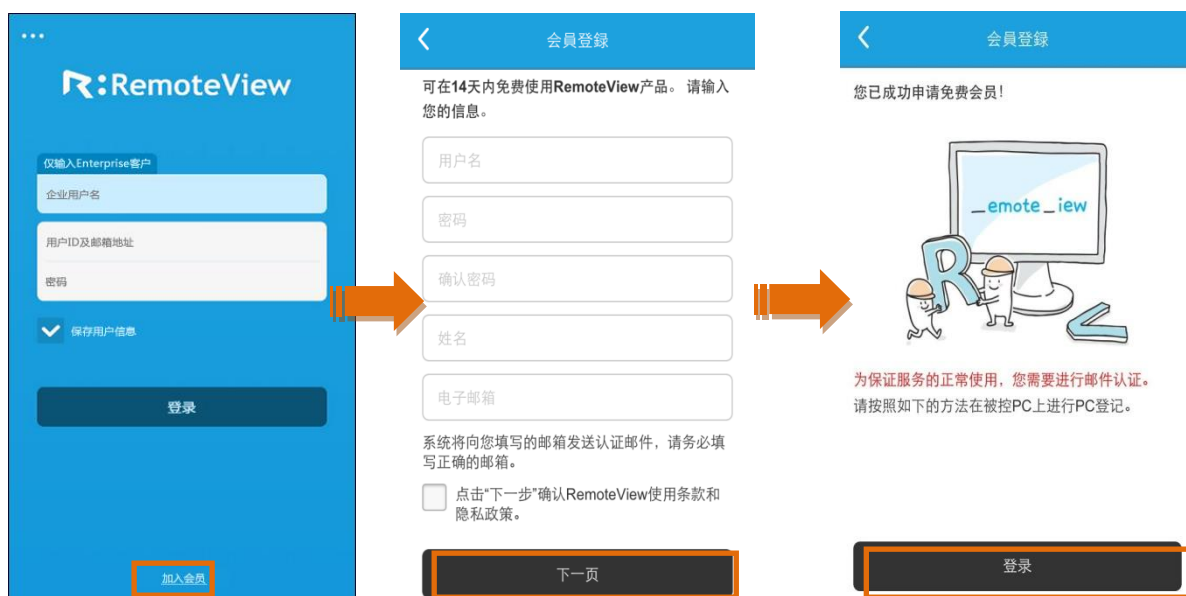 ...
R:RemoteView
仅输入Enterprise客户
企业用户名
用户ID及邮箱地址
密码
保存用户信息
登录
加入会员
会員登録
可在14天内免费使用RemoteView产品。 请输入
您的信息。
用户名
密码
确认密码
姓名
电子邮箱
系统将向您填写的邮箱发送认证邮件，请务必填
写正确的邮箱。
点击“下一步”确认RemoteView使用条款和
隐私政策。
下一页
会員登録
您已成功申请免费会员！
_emote_iew
R
为保证服务的正常使用，您需要进行邮件认证。
请按照如下的方法在被控PC上进行PC登记。
登录